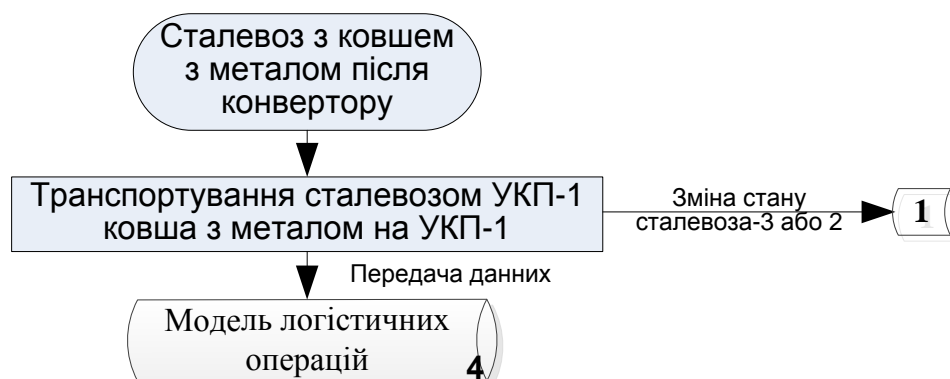 Сталевоз з ковшем
з металом після
конвертору
Транспортування сталевозом УКП-1
ковша з металом на УКП-1
Зміна стану
сталевоза-3 або 2
1
Передача данних
Модель логістичних
операцій
4